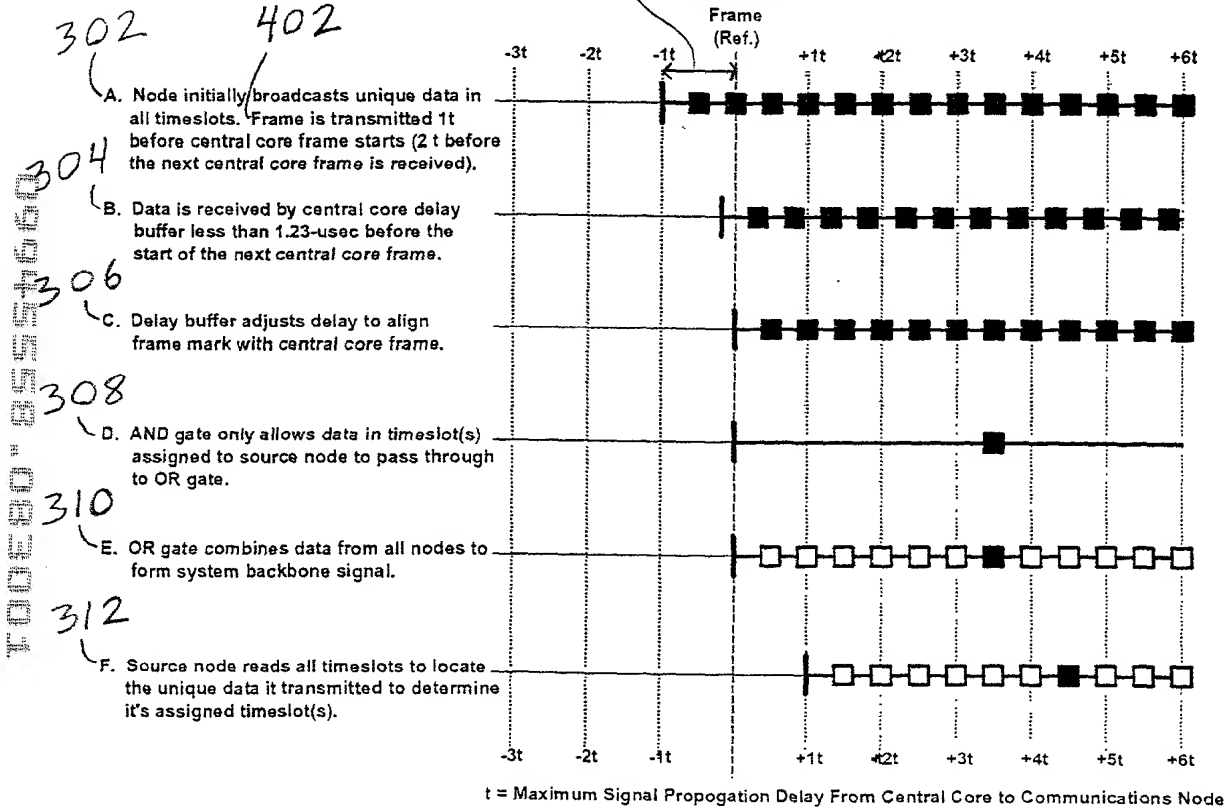 302
402
Frame
(Ref.)
-3t -2t -1t +1t +2t +3t +4t +5t +6t
A. Node initially broadcasts unique data in
all timeslots. Frame is transmitted 1t
before central core frame starts (2 t before
the next central core frame is received).
304
B. Data is received by central core delay
buffer less than 1.23-usec before the
start of the next central core frame.
306
C. Delay buffer adjusts delay to align
frame mark with central core frame.
308
D. AND gate only allows data in timeslot(s)
assigned to source node to pass through
to OR gate.
310
E. OR gate combines data from all nodes to
form system backbone signal.
312
F. Source node reads all timeslots to locate
the unique data it transmitted to determine
it's assigned timeslot(s).
-3t -2t -1t +1t +2t +3t +4t +5t +6t
t = Maximum Signal Propogation Delay From Central Core to Communications Node